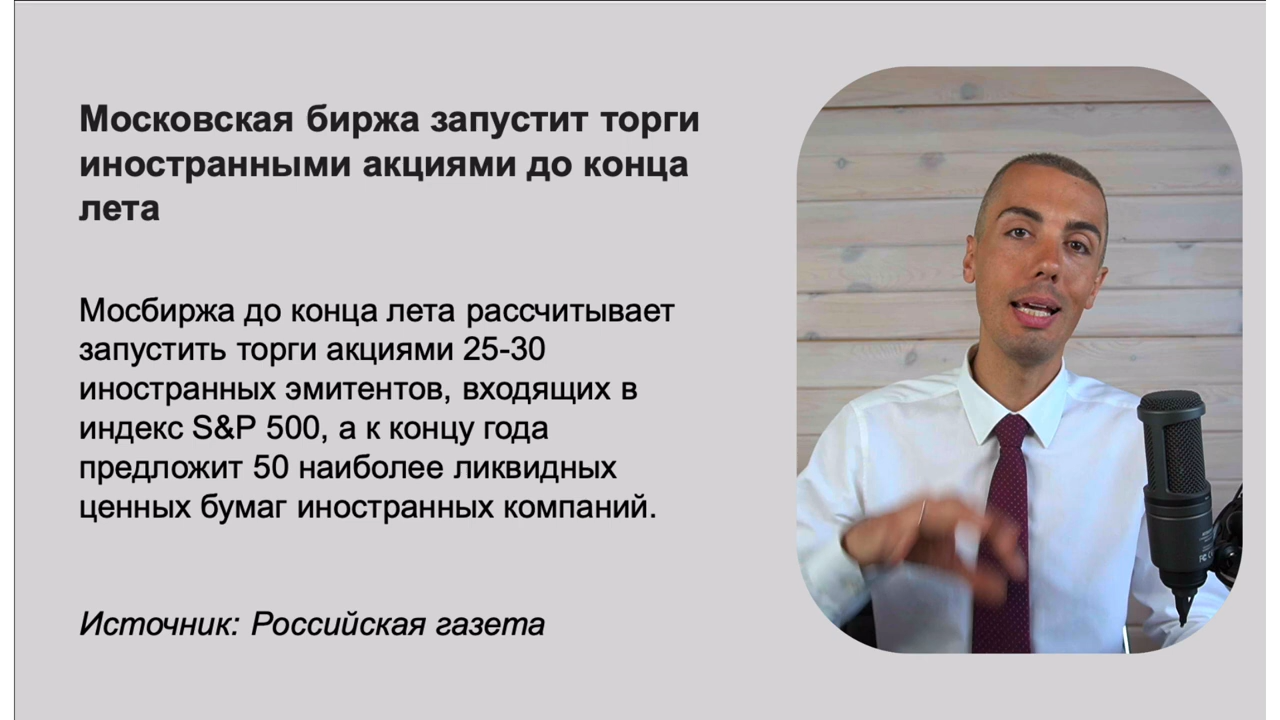 Московская биржа запустит торги
иностранными акциями до конца
лета
Мосбиржа до конца лета рассчитывает
запустить торги акциями 25-30
иностранных эмитентов, входящих в
индекс S&P 500, а к концу года
предложит 50 наиболее ликвидных
ценных бумаг иностранных компаний.
Источник: Российская газета